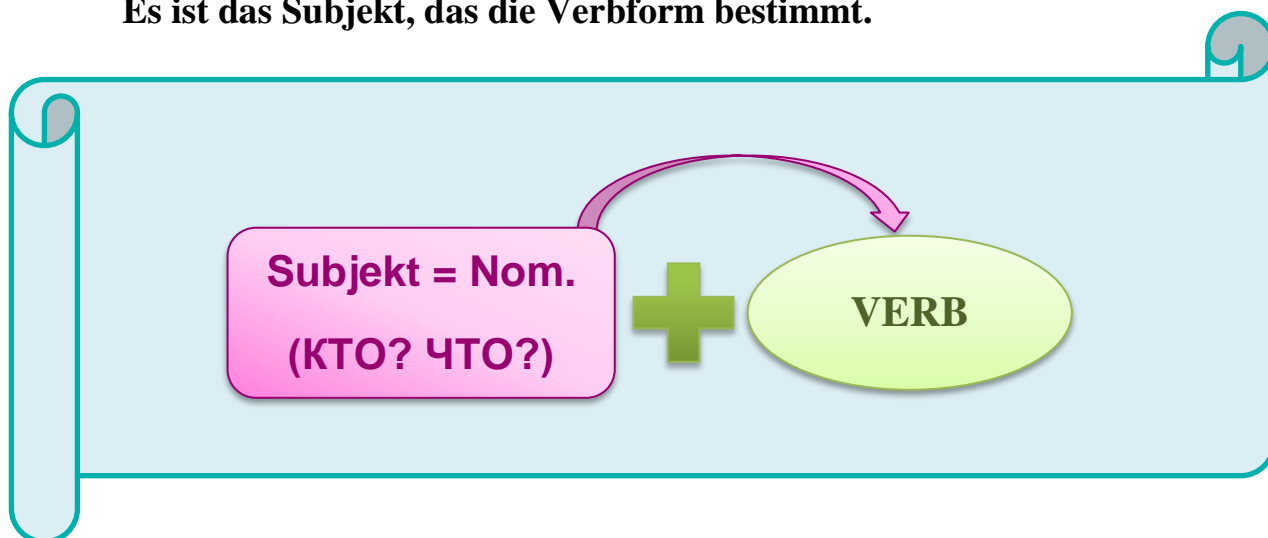 Es ist das Subjekt, das die Verbform bestimmt.
Subjekt = Nom.
(КТО? ЧТО?)
VERB